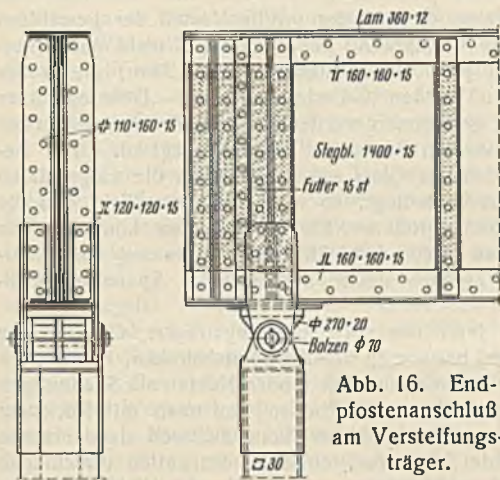 Lam 360·12
⌉⌈ 160·160·15
⌖ 110·160·15
Stegbl. 1400·15
Futter 15 st
⌶ 120·120·15
⌋⌊ 160·160·15
⌀ 270·20
Bolzen ϕ 70
□ 30
Abb. 16. End-
pfostenanschluß
am Versteifungs-
träger.